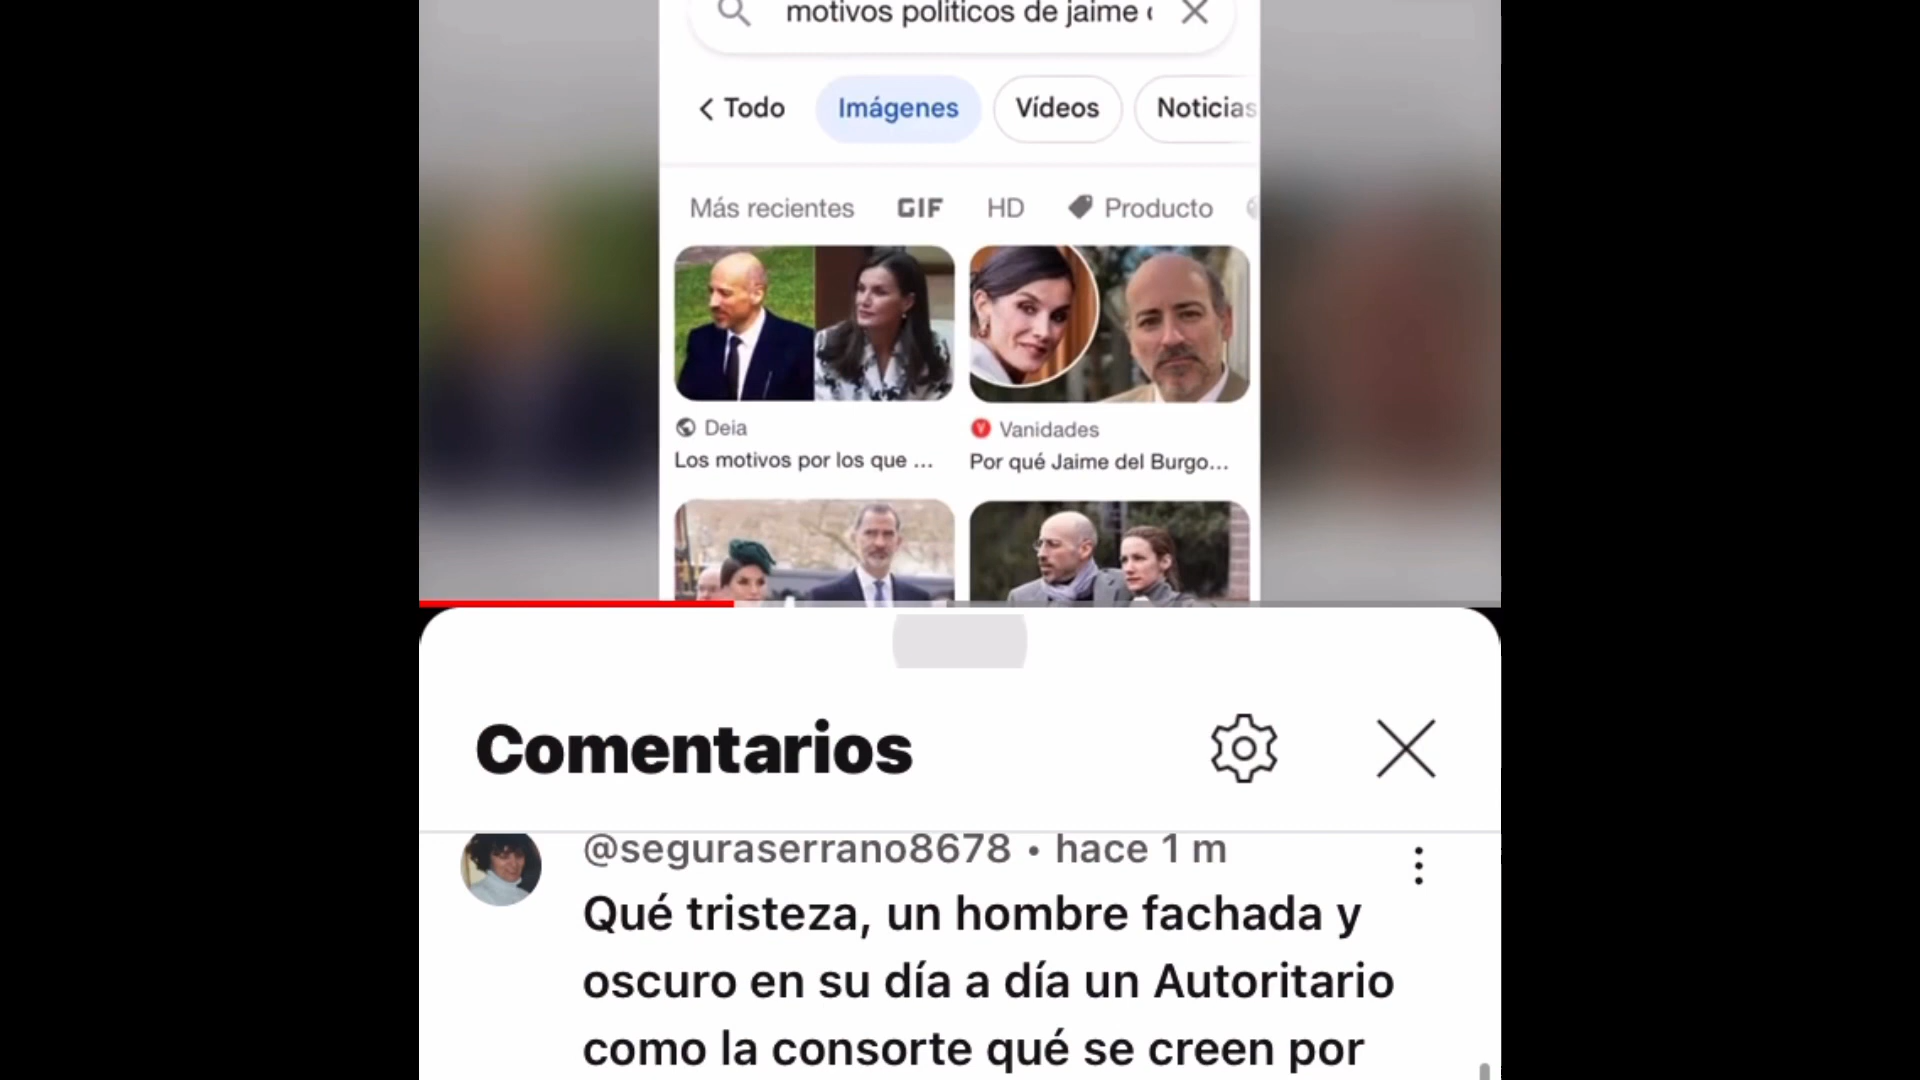 motivos politicos de jaime
Todo
Imágenes
Vídeos
Noticias
Más recientes
GIF
HD
Producto
Deia
Los motivos por los que ...
Vanidades
Por qué Jaime del Burgo...
Comentarios
@seguraserrano8678 • hace 1 m
Qué tristeza, un hombre fachada y
oscuro en su día a día un Autoritario
como la consorte qué se creen por